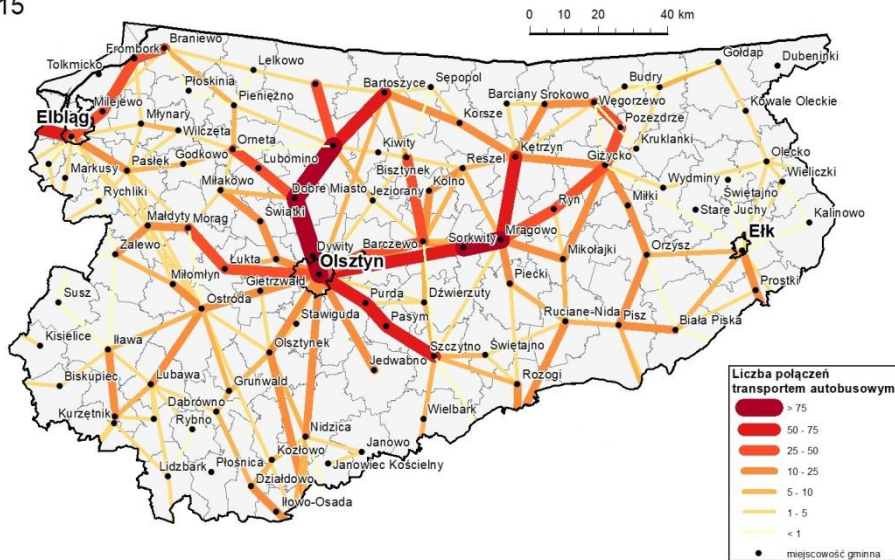 15
0 10 20 40 km
Gołdap
Dubeninki
Braniewo
Frombork
Tolkmicko
Lelkowo
Płoskinia
Bartoszyce
Sępopol
Budry
Barciany
Srokowo
Węgorzewo
Pieniężno
Milejewo
Elbląg
Młynary
Wilczęta
Korsze
Pozezdrze
Kowale Oleckie
Kruklanki
Orneta
Godkowo
Lubomino
Kiwity
Bisztynek
Reszel
Kętrzyn
Giżycko
Olecko
Markusy
Pasłęk
Wieliczki
Rychliki
Miłakowo
Dobre Miasto
Jeziorany
Kolno
Wydminy
Świętajno
Świątki
Ryn
Miłki
Stare Juchy
Kalinowo
Małdyty
Morąg
Zalewo
Dywity
Barczewo
Sorkwity
Mrągowo
Ełk
Olsztyn
Łukta
Mikołajki
Orzysz
Miłomłyn
Gietrzwałd
Piecki
Prostki
Susz
Ostróda
Purda
Dźwierzuty
Stawiguda
Pasym
Ruciane-Nida
Pisz
Biała Piska
Kisielice
Iława
Olsztynek
Szczytno
Świętajno
Jedwabno
Biskupiec
Lubawa
Grunwald
Rozogi
Kurzętnik
Dąbrówno
Rybno
Wielbark
Nidzica
Lidzbark
Płośnica
Kozłowo
Janowo
Janowiec Kościelny
Działdowo
Iłowo-Osada
Liczba połączeń
transportem autobusowym
> 75
50 - 75
25 - 50
10 - 25
5 - 10
1 - 5
< 1
miejscowość gminna